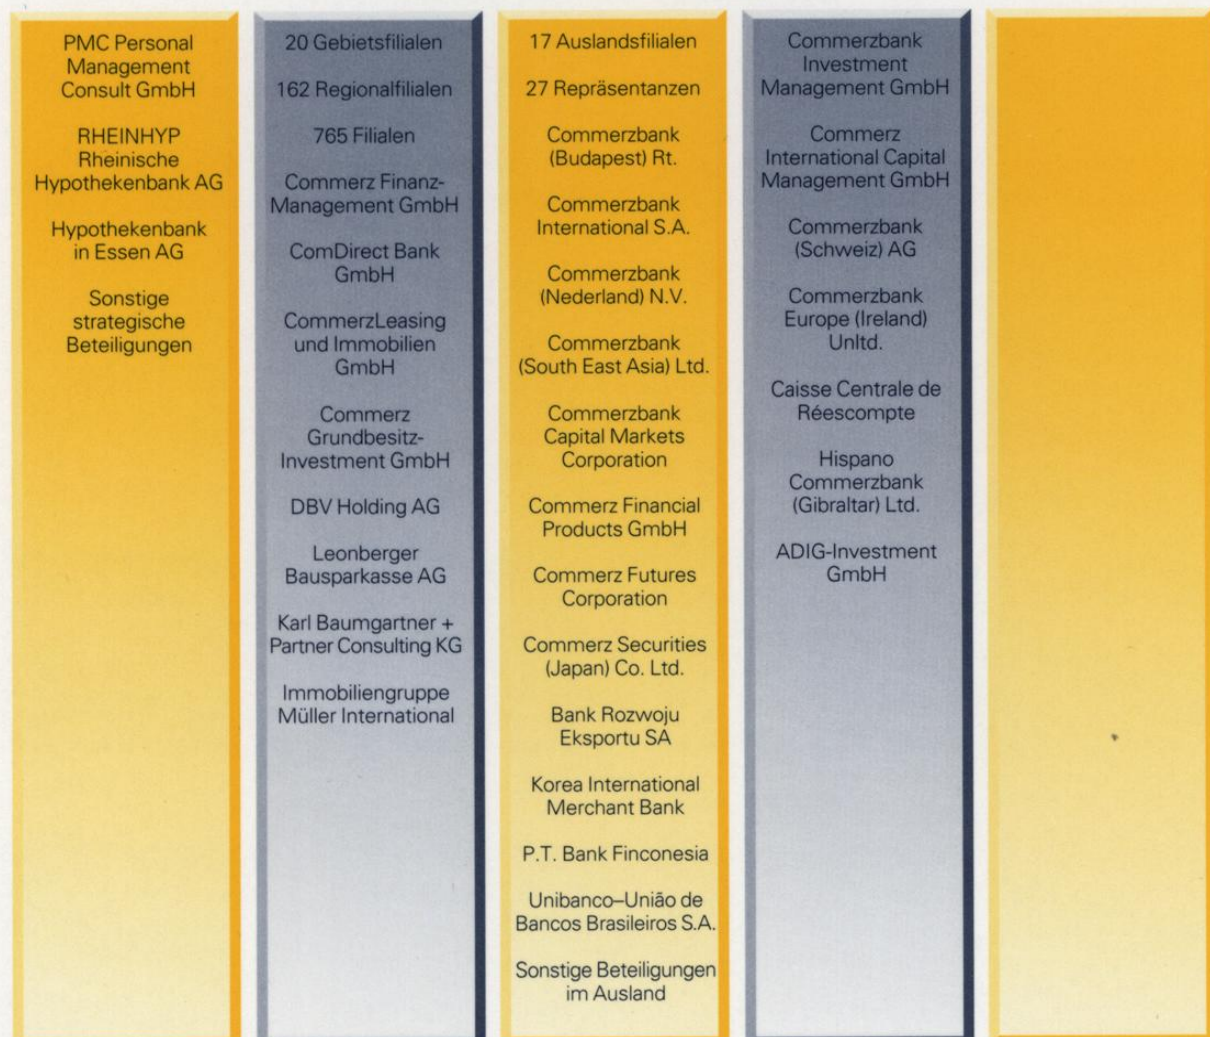 PMC Personal
Management
Consult GmbH
RHEINHYP
Rheinische
Hypothekenbank AG
Hypothekenbank
in Essen AG
Sonstige
strategische
Beteiligungen
20 Gebietsfilialen
162 Regionalfilialen
765 Filialen
Commerz Finanz-
Management GmbH
ComDirect Bank
GmbH
CommerzLeasing
und Immobilien
GmbH
Commerz
Grundbesitz-
Investment GmbH
DBV Holding AG
Leonberger
Bausparkasse AG
Karl Baumgartner +
Partner Consulting KG
Immobiliengruppe
Müller International
17 Auslandsfilialen
27 Repräsentanzen
Commerzbank
(Budapest) Rt.
Commerzbank
International S.A.
Commerzbank
(Nederland) N.V.
Commerzbank
(South East Asia) Ltd.
Commerzbank
Capital Markets
Corporation
Commerz Financial
Products GmbH
Commerz Futures
Corporation
Commerz Securities
(Japan) Co. Ltd.
Bank Rozwoju
Eksportu SA
Korea International
Merchant Bank
P.T. Bank Finconesia
Unibanco–União de
Bancos Brasileiros S.A.
Sonstige Beteiligungen
im Ausland
Commerzbank
Investment
Management GmbH
Commerz
International Capital
Management GmbH
Commerzbank
(Schweiz) AG
Commerzbank
Europe (Ireland)
Unltd.
Caisse Centrale de
Réescompte
Hispano
Commerzbank
(Gibraltar) Ltd.
ADIG-Investment
GmbH